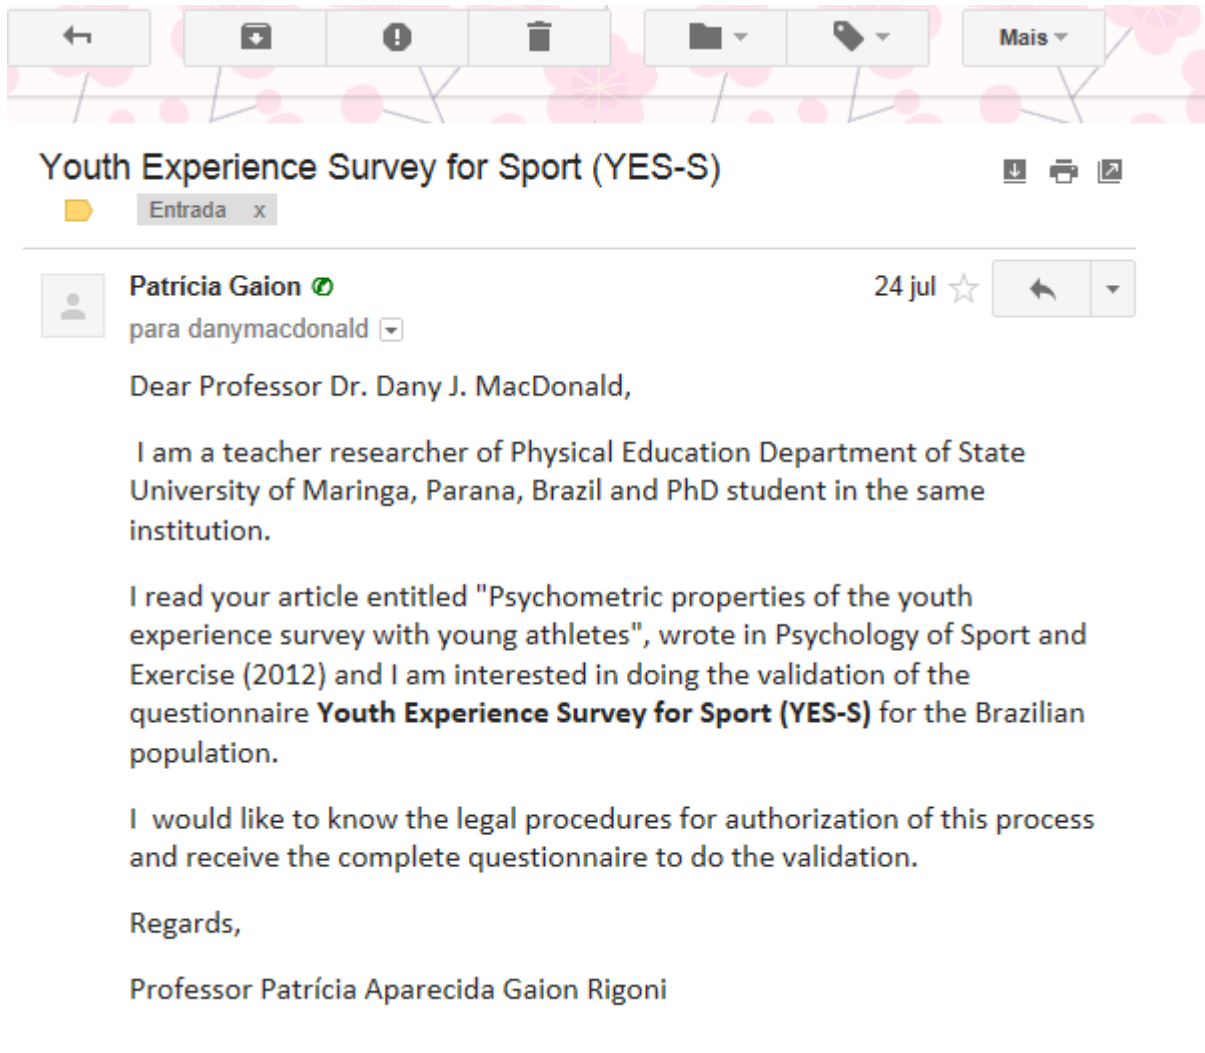 Mais
Youth Experience Survey for Sport (YES-S)
Entrada x
Patrícia Gaion
24 jul
para danymacdonald
Dear Professor Dr. Dany J. MacDonald,
I am a teacher researcher of Physical Education Department of State
University of Maringa, Parana, Brazil and PhD student in the same
institution.
I read your article entitled "Psychometric properties of the youth
experience survey with young athletes", wrote in Psychology of Sport and
Exercise (2012) and I am interested in doing the validation of the
questionnaire Youth Experience Survey for Sport (YES-S) for the Brazilian
population.
I  would like to know the legal procedures for authorization of this process
and receive the complete questionnaire to do the validation.
Regards,
Professor Patrícia Aparecida Gaion Rigoni